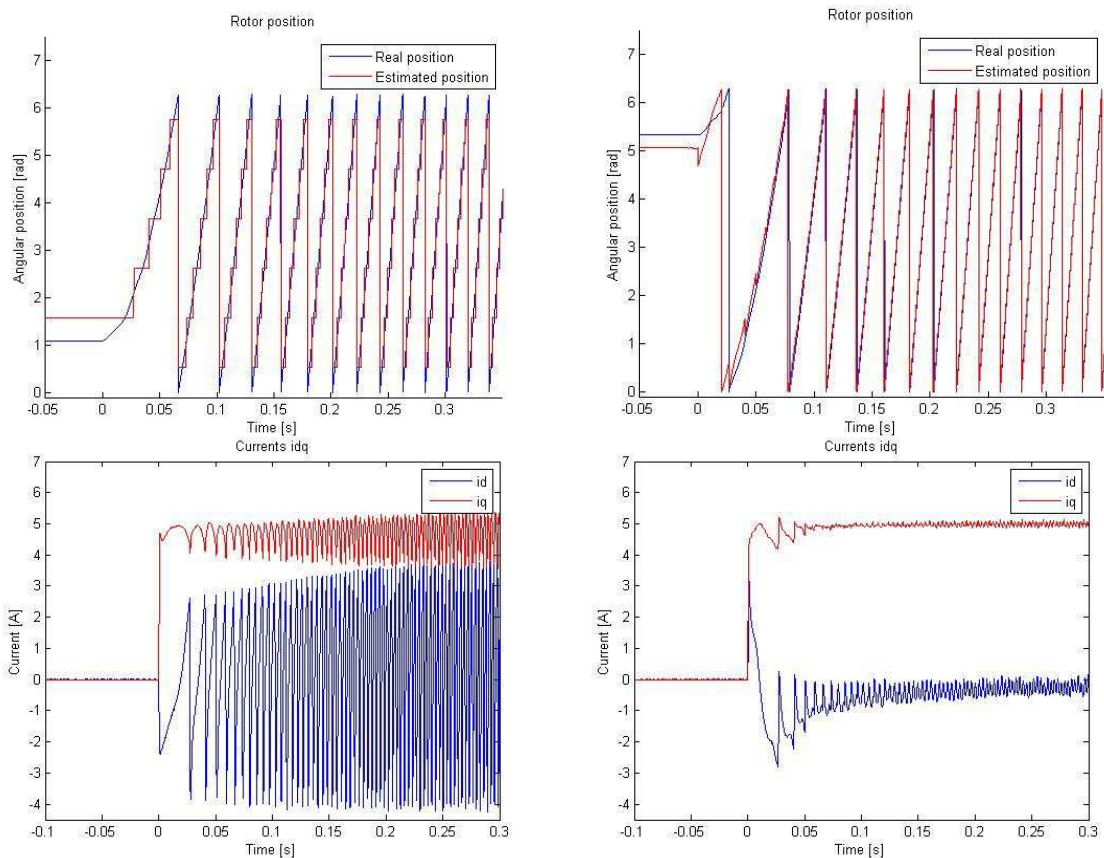 Rotor position
Real position
Estimated position
Angular position [rad]
7
6
5
4
3
2
1
0
-0.05 0 0.05 0.1 0.15 0.2 0.25 0.3
Time [s]
Rotor position
Real position
Estimated position
Angular position [rad]
7
6
5
4
3
2
1
0
-0.05 0 0.05 0.1 0.15 0.2 0.25 0.3
Time [s]
Currents idq
id
iq
Current [A]
7
6
5
4
3
2
1
0
-1
-2
-3
-4
-0.1 -0.05 0 0.05 0.1 0.15 0.2 0.25 0.3
Time [s]
Currents idq
id
iq
Current [A]
7
6
5
4
3
2
1
0
-1
-2
-3
-4
-0.1 -0.05 0 0.05 0.1 0.15 0.2 0.25 0.3
Time [s]